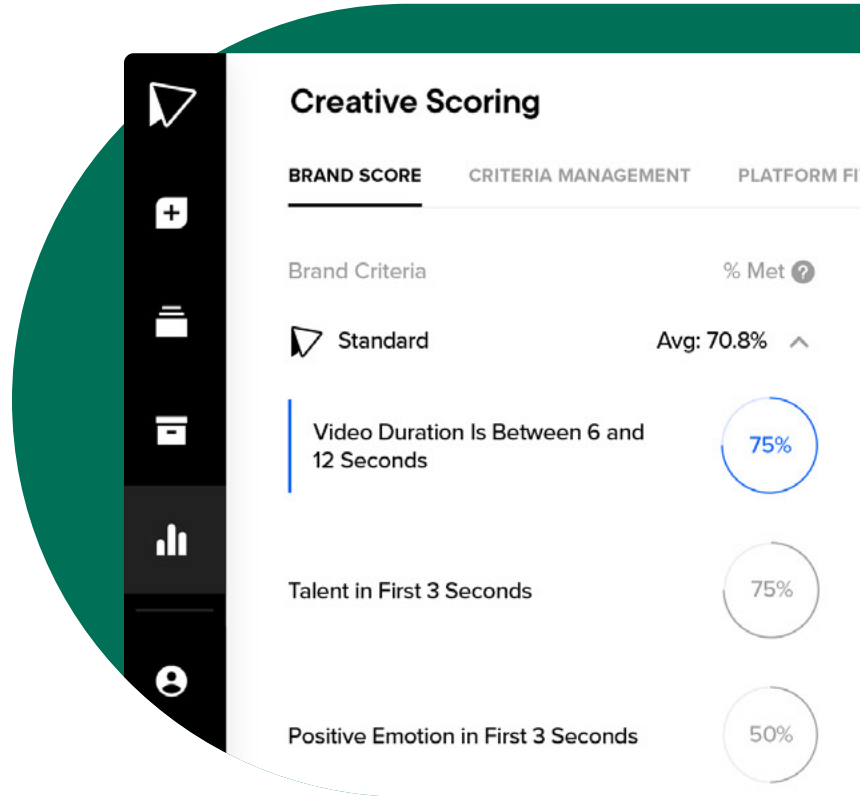 Creative Scoring
BRAND SCORE CRITERIA MANAGEMENT PLATFORM
Brand Criteria % Met ?
Standard Avg: 70.8%
Video Duration Is Between 6 and
12 Seconds
75%
Talent in First 3 Seconds 75%
Positive Emotion in First 3 Seconds 50%